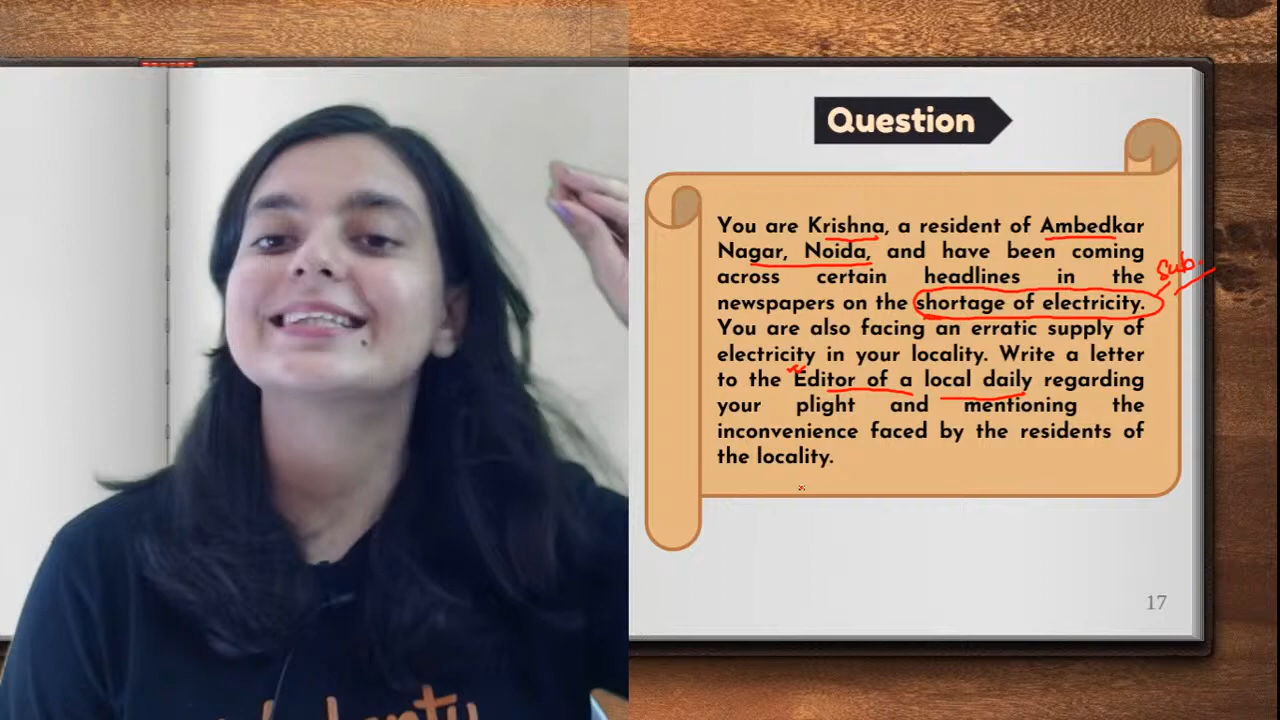 Question
You are Krishna, a resident of Ambedkar
Nagar, Noida, and have been coming
across certain headlines in the
newspapers on the shortage of electricity.
Sub.
You are also facing an erratic supply of
electricity in your locality. Write a letter
to the Editor of a local daily regarding
your plight and mentioning the
inconvenience faced by the residents of
the locality.
17